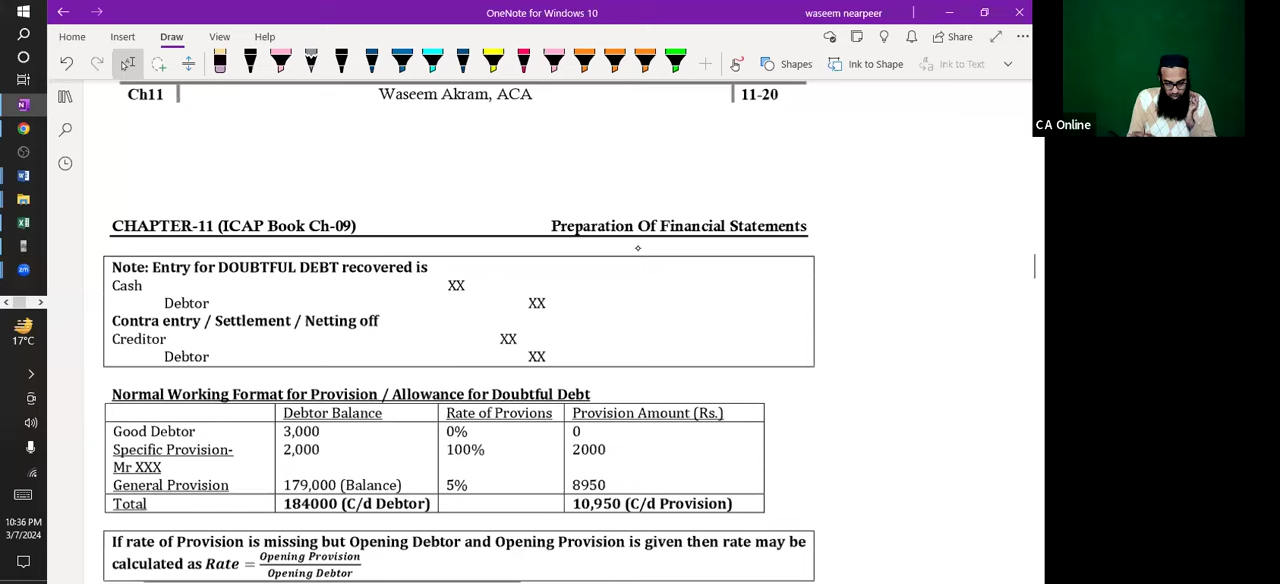 OneNote for Windows 10
waseem nearpeer
Home Insert Draw View Help
Share
Shapes Ink to Shape Ink to Text
Ch11 Waseem Akram, ACA 11-20
C A Online
CHAPTER-11 (ICAP Book Ch-09) Preparation Of Financial Statements
Note: Entry for DOUBTFUL DEBT recovered is
Cash XX
Debtor XX
Contra entry / Settlement / Netting off
Creditor XX
Debtor XX
Normal Working Format for Provision / Allowance for Doubtful Debt
Debtor Balance Rate of Provions Provision Amount (Rs.)
Good Debtor 3,000 0% 0
Specific Provision- 2,000 100% 2000
Mr XXX
General Provision 179,000 (Balance) 5% 8950
Total 184000 (C/d Debtor) 10,950 (C/d Provision)
If rate of Provision is missing but Opening Debtor and Opening Provision is given then rate may be
calculated as Rate = Opening Provision / Opening Debtor
17°C
10:36 PM
3/7/2024